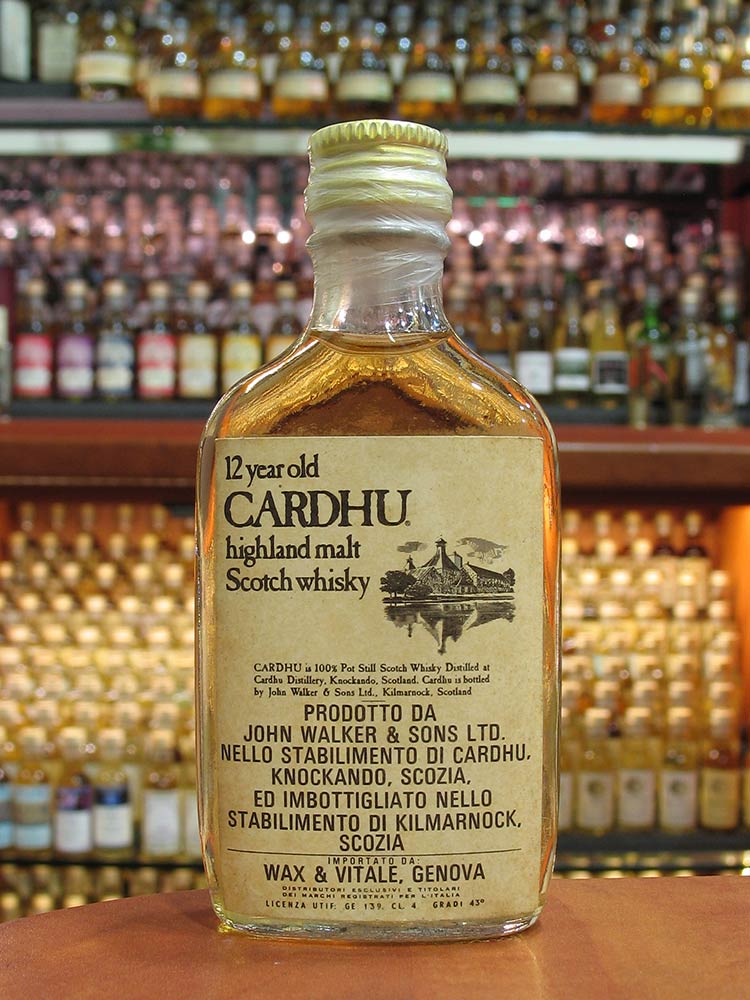 12 year old
CARDHU®
highland malt
Scotch whisky
CARDHU is 100% Pot Still Scotch Whisky Distilled at
Cardhu Distillery, Knockando, Scotland. Cardhu is bottled
by John Walker & Sons Ltd., Kilmarnock, Scotland
PRODOTTO DA
JOHN WALKER & SONS LTD.
NELLO STABILIMENTO DI CARDHU,
KNOCKANDO, SCOZIA,
ED IMBOTTIGLIATO NELLO
STABILIMENTO DI KILMARNOCK,
SCOZIA
IMPORTATO DA:
WAX & VITALE, GENOVA
DISTRIBUTORI ESCLUSIVI E TITOLARI
DEI MARCHI REGISTRATI PER L'ITALIA
LICENZA UTIF. GE 139. CL. 4 GRADI 43°